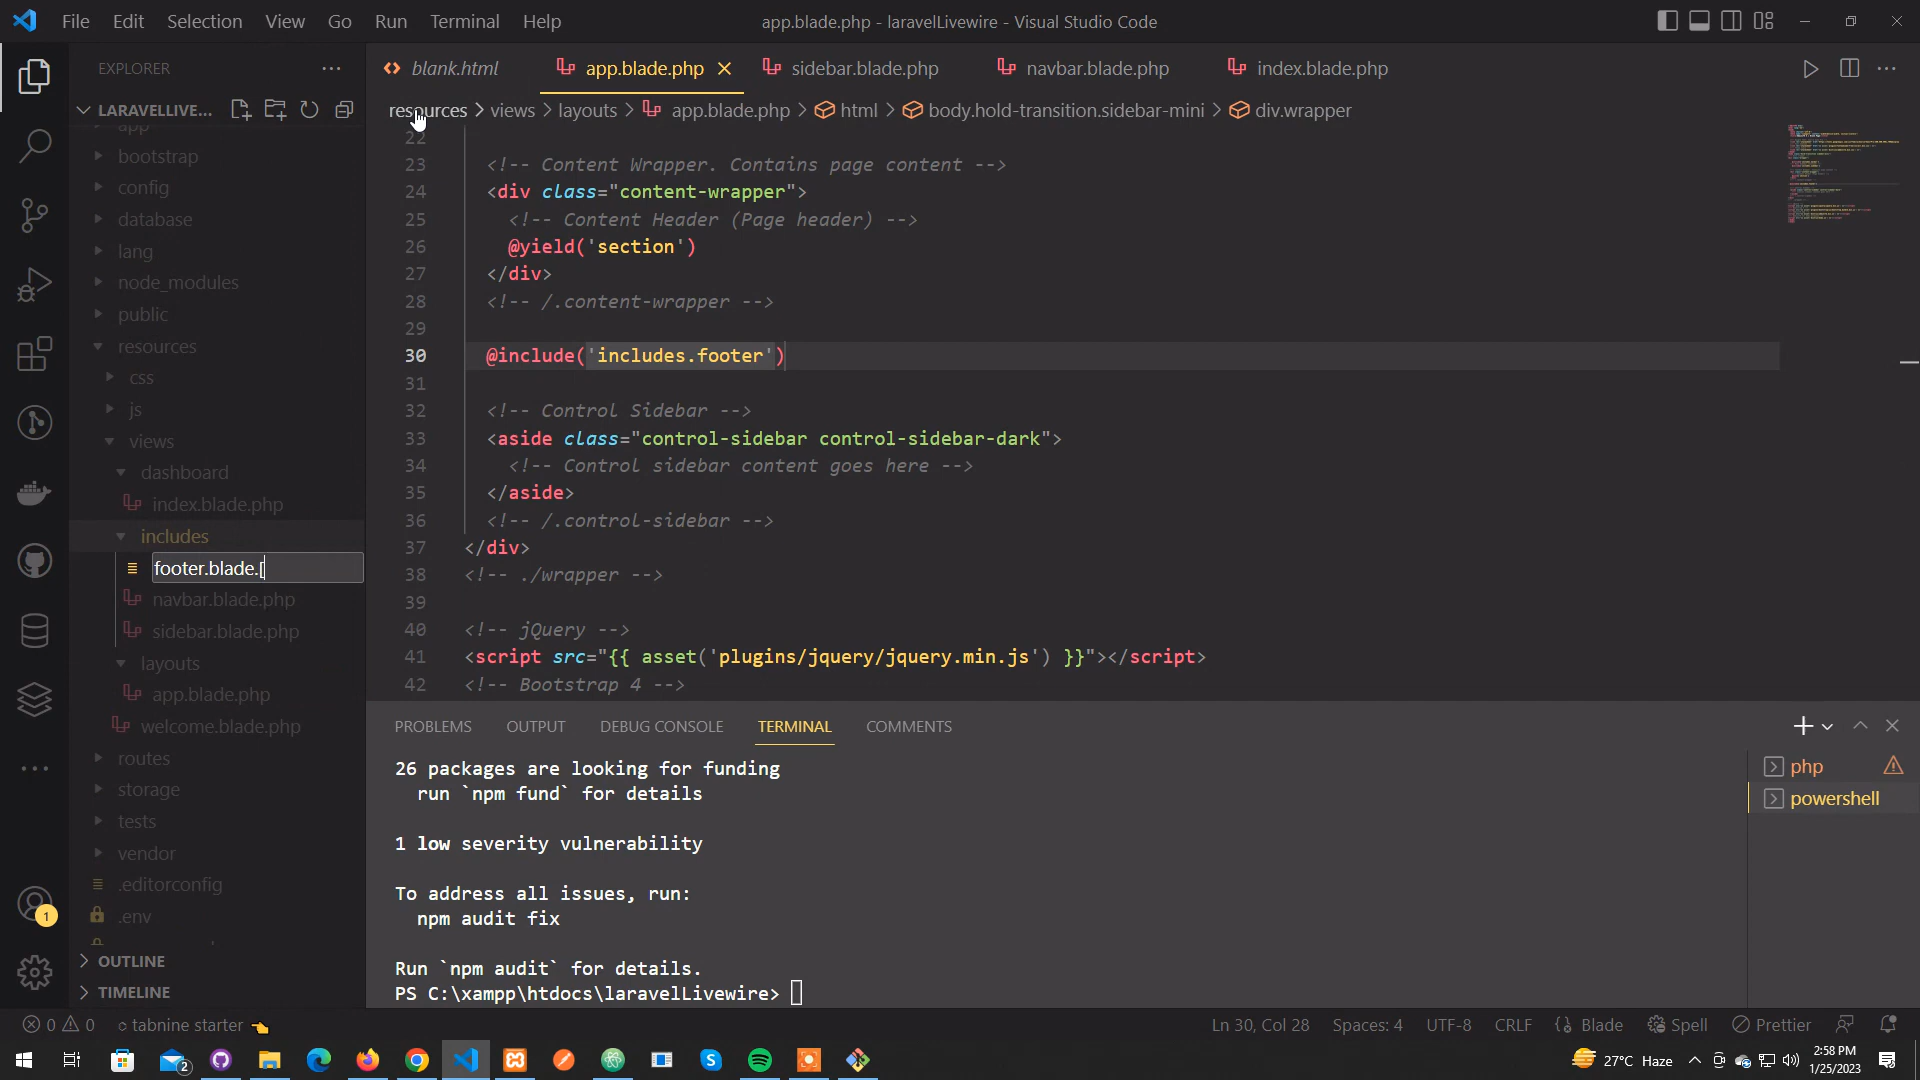 File Edit Selection View Go Run Terminal Help
app.blade.php - laravelLivewire - Visual Studio Code
EXPLORER
LARAVELLIVE...
app
bootstrap
config
database
lang
node_modules
public
resources
css
js
views
dashboard
index.blade.php
includes
footer.blade.[
navbar.blade.php
sidebar.blade.php
layouts
app.blade.php
welcome.blade.php
routes
storage
tests
vendor
.editorconfig
.env
OUTLINE
TIMELINE
blank.html app.blade.php sidebar.blade.php navbar.blade.php index.blade.php
resources > views > layouts > app.blade.php > html > body.hold-transition.sidebar-mini > div.wrapper
22
23 <!-- Content Wrapper. Contains page content -->
24 <div class="content-wrapper">
25 <!-- Content Header (Page header) -->
26 @yield('section')
27 </div>
28 <!-- /.content-wrapper -->
29
30 @include('includes.footer')
31
32 <!-- Control Sidebar -->
33 <aside class="control-sidebar control-sidebar-dark">
34 <!-- Control sidebar content goes here -->
35 </aside>
36 <!-- /.control-sidebar -->
37 </div>
38 <!-- ./wrapper -->
39
40 <!-- jQuery -->
41 <script src="{{ asset('plugins/jquery/jquery.min.js') }}"></script>
42 <!-- Bootstrap 4 -->
PROBLEMS OUTPUT DEBUG CONSOLE TERMINAL COMMENTS
26 packages are looking for funding
run `npm fund` for details
1 low severity vulnerability
To address all issues, run:
npm audit fix
Run `npm audit` for details.
PS C:\xampp\htdocs\laravelLivewire>
php
powershell
1
0 0 tabnine starter
Ln 30, Col 28 Spaces: 4 UTF-8 CRLF Blade Spell Prettier
2
27°C Haze
2:58 PM
1/25/2023